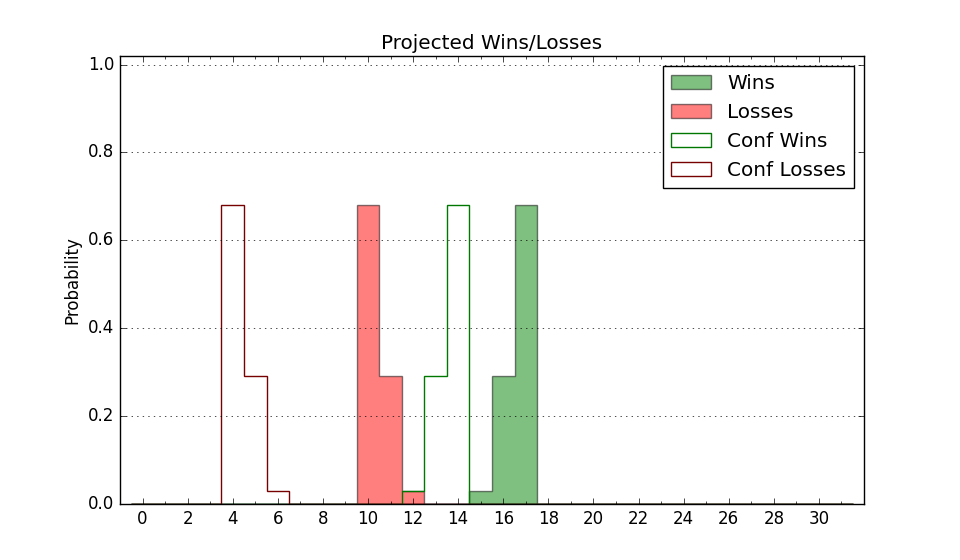 Projected Wins/Losses
Probability
1.0
0.8
0.6
0.4
0.2
0.0
Wins
Losses
Conf Wins
Conf Losses
0 2 4 6 8 10 12 14 16 18 20 22 24 26 28 30